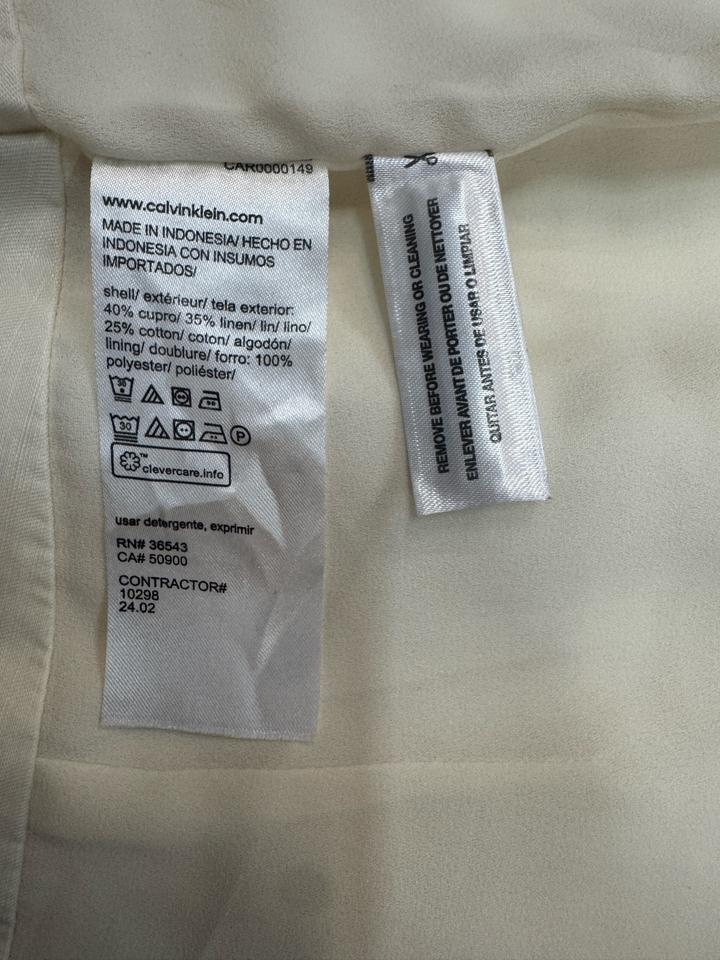 CAR0000149
www.calvinklein.com
MADE IN INDONESIA/ HECHO EN
INDONESIA CON INSUMOS
IMPORTADOS/
shell/ extérieur/ tela exterior:
40% cupro/ 35% linen/ lin/ lino/
25% cotton/ coton/ algodón/
lining/ doublure/ forro: 100%
polyester/ poliéster/
30
30 P
clevercare.info
TM
usar detergente, exprimir
RN# 36543
CA# 50900
CONTRACTOR#
10298
24.02
REMOVE BEFORE WEARING OR CLEANING
ENLEVER AVANT DE PORTER OU DE NETTOYER
QUITAR ANTES DE USAR O LIMPIAR